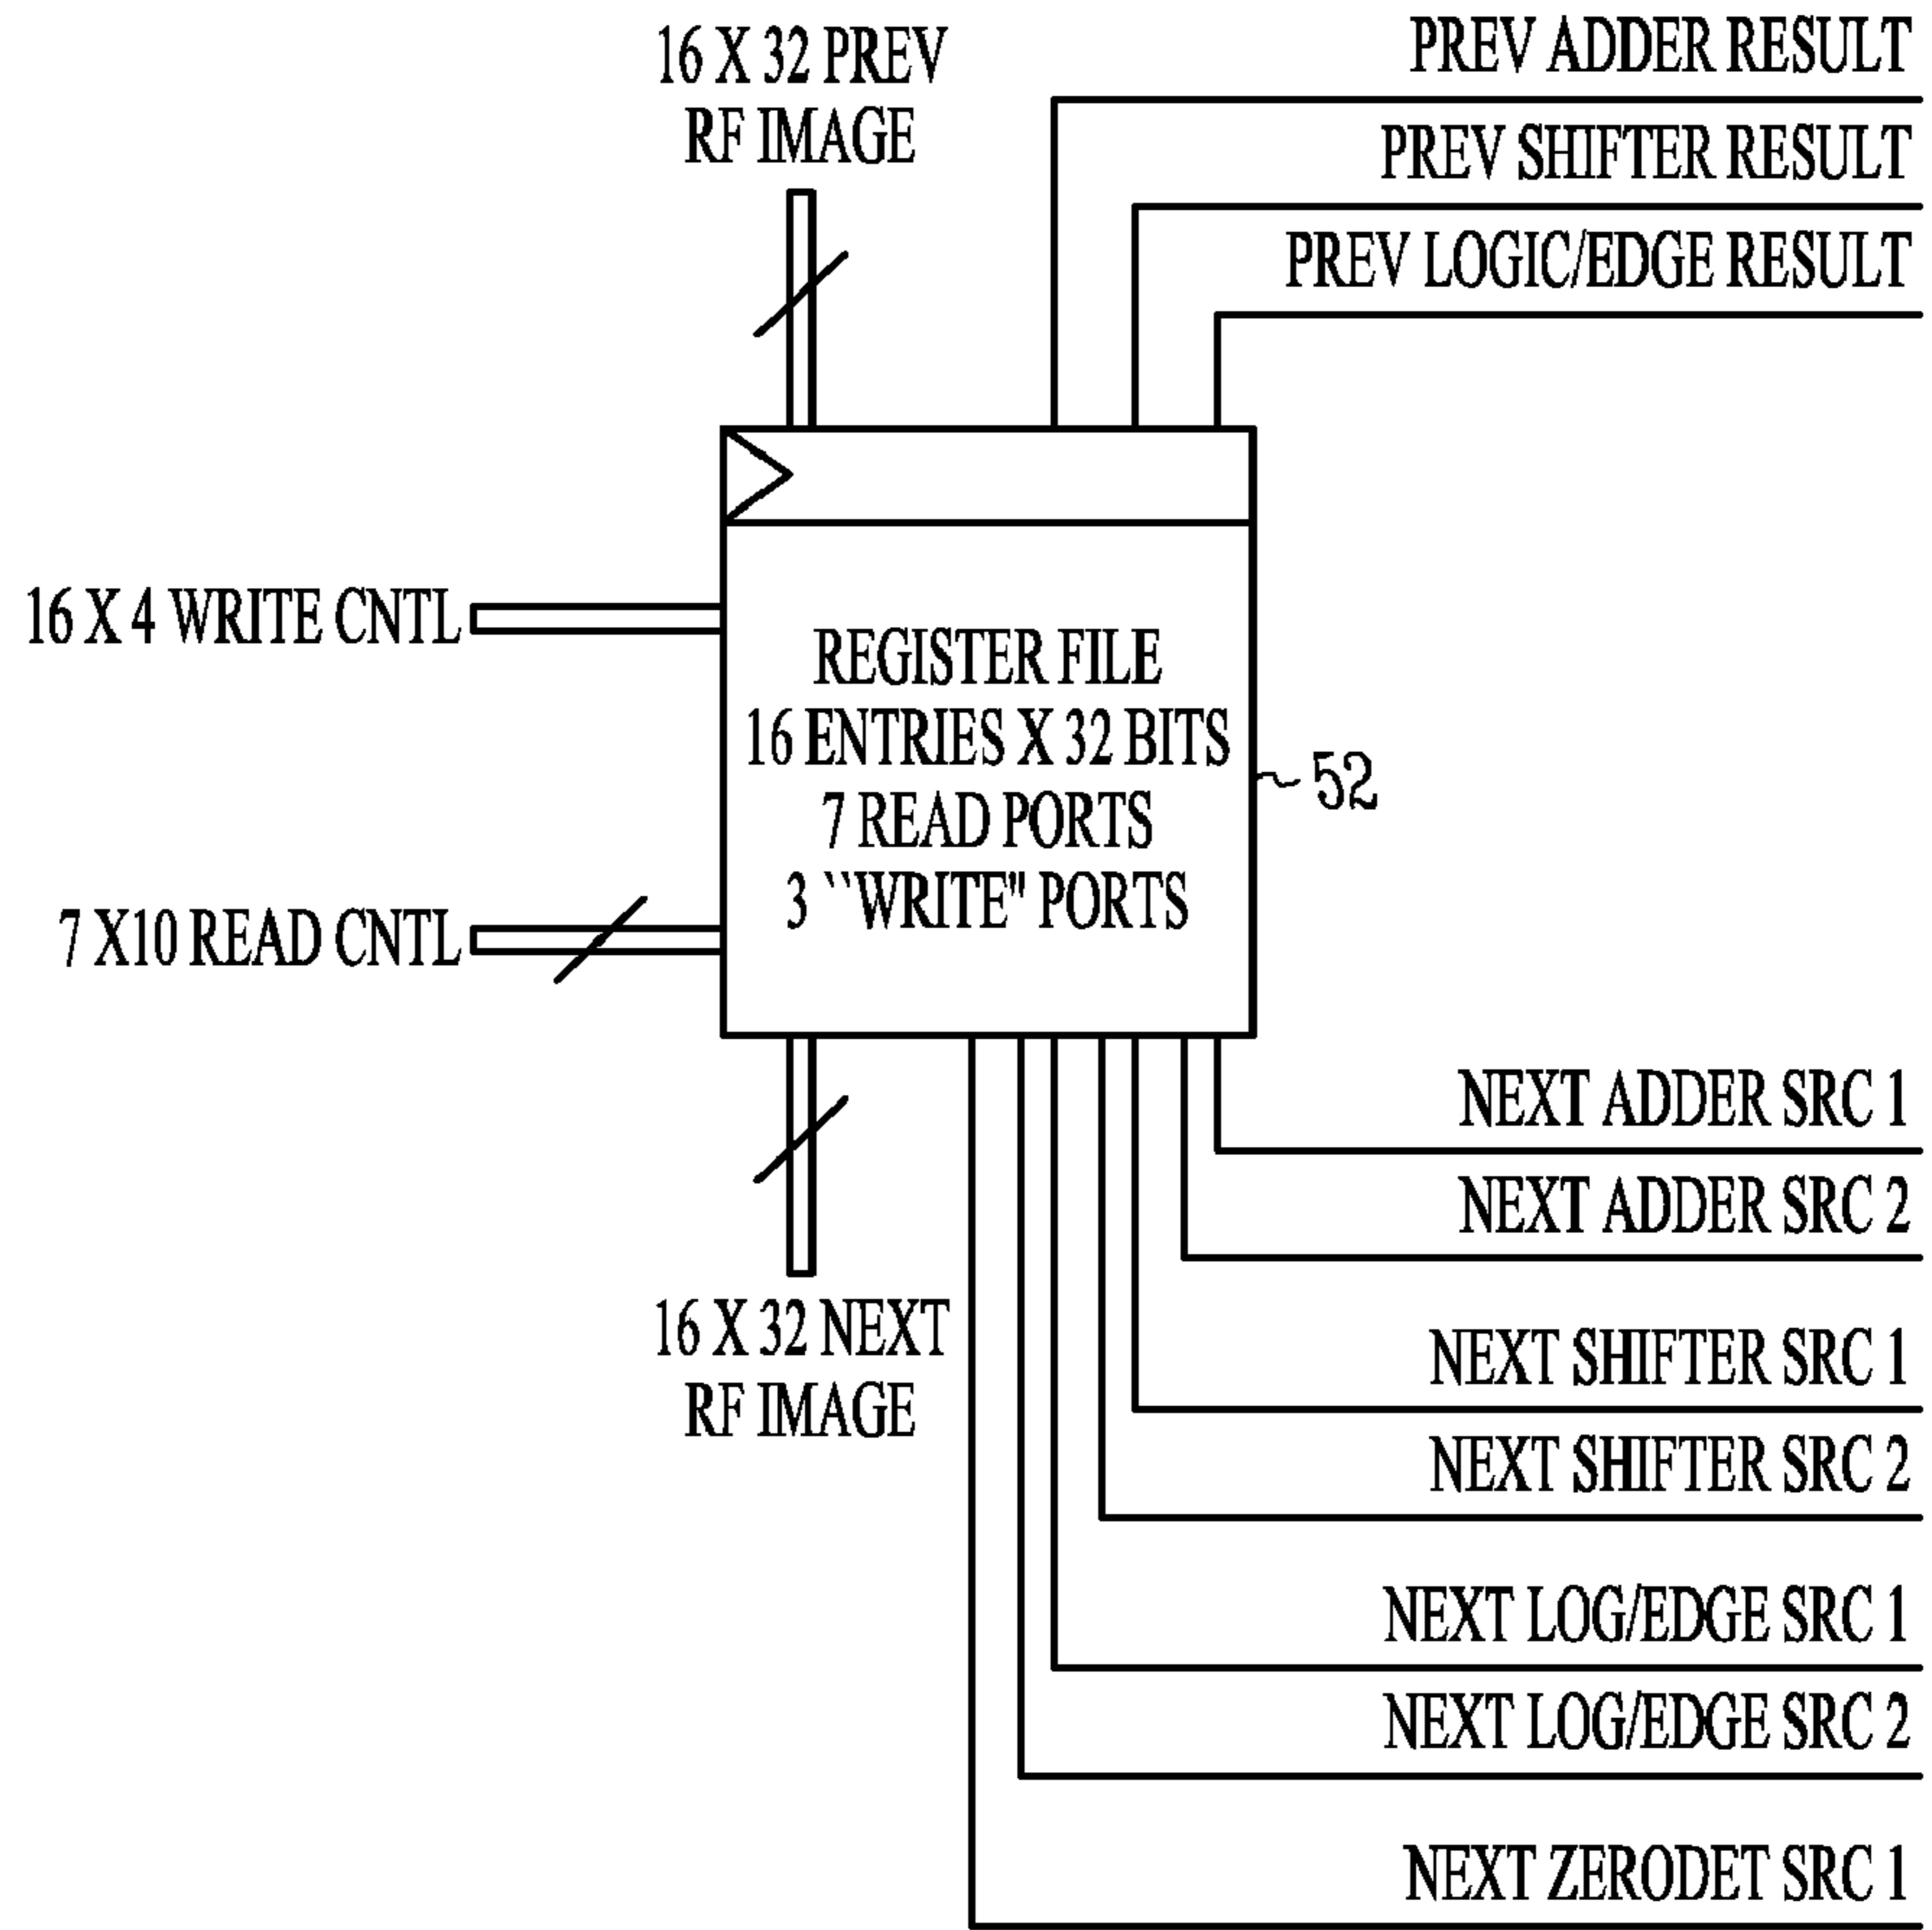 16 X 32 PREV
RF IMAGE
PREV ADDER RESULT
PREV SHIFTER RESULT
PREV LOGIC/EDGE RESULT
16 X 4 WRITE CNTL
7 X10 READ CNTL
REGISTER FILE
16 ENTRIES X 32 BITS
7 READ PORTS
3 ``WRITE" PORTS
52
16 X 32 NEXT
RF IMAGE
NEXT ADDER SRC 1
NEXT ADDER SRC 2
NEXT SHIFTER SRC 1
NEXT SHIFTER SRC 2
NEXT LOG/EDGE SRC 1
NEXT LOG/EDGE SRC 2
NEXT ZERODET SRC 1